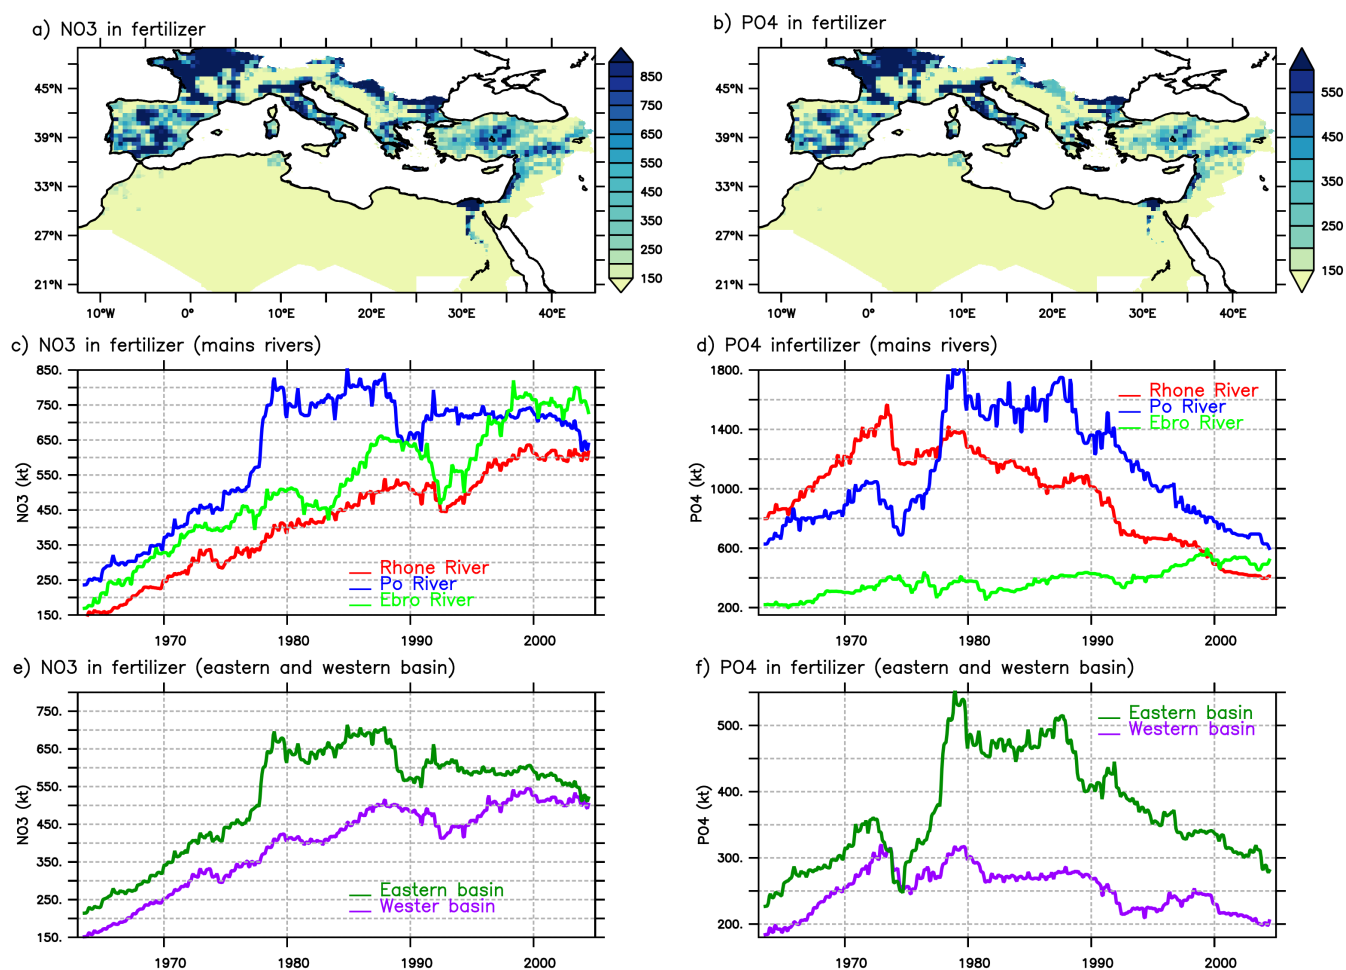 a) NO3 in fertilizer
b) PO4 in fertilizer
45°N
39°N
33°N
27°N
21°N
10°W 0° 10°E 20°E 30°E 40°E
850
750
650
550
450
350
250
150
45°N
39°N
33°N
27°N
21°N
10°W 0° 10°E 20°E 30°E 40°E
550
450
350
250
150
c) NO3 in fertilizer (mains rivers)
d) PO4 infertilizer (mains rivers)
NO3 (kt)
850.
750.
650.
550.
450.
350.
250.
150.
Rhone River
Po River
Ebro River
1970 1980 1990 2000
PO4 (kt)
1800.
1400.
1000.
600.
200.
Rhone River
Po River
Ebro River
1970 1980 1990 2000
e) NO3 in fertilizer (eastern and western basin)
f) PO4 in fertilizer (eastern and western basin)
NO3 (kt)
750.
650.
550.
450.
350.
250.
150.
Eastern basin
Wester basin
1970 1980 1990 2000
PO4 (kt)
500.
400.
300.
200.
Eastern basin
Western basin
1970 1980 1990 2000